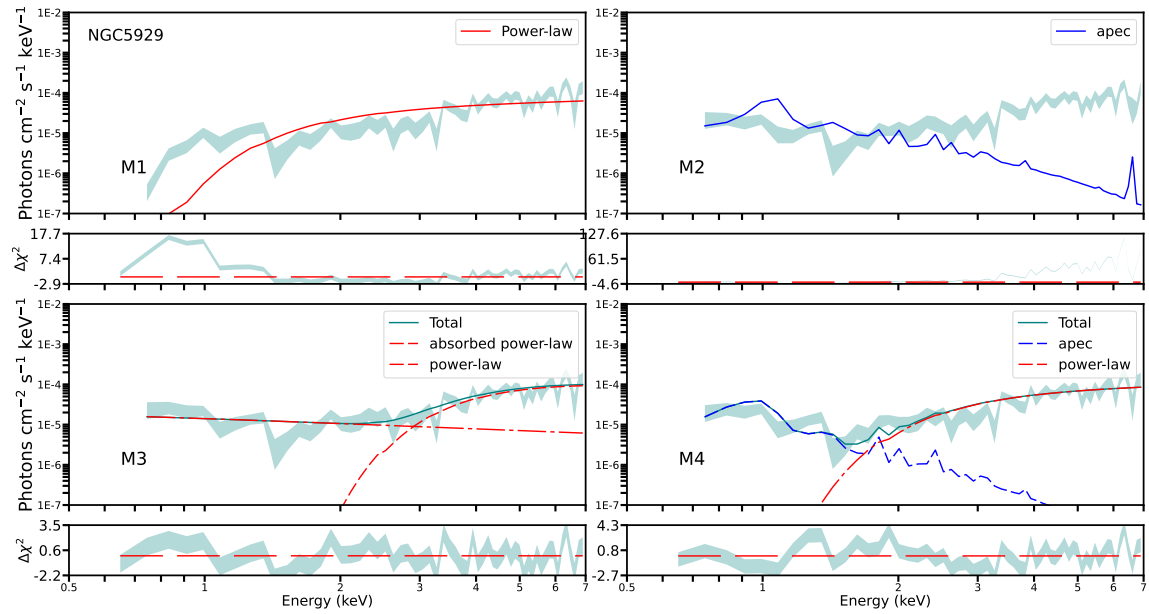 Photons cm⁻² s⁻¹ keV⁻¹
1E-2
1E-3
1E-4
1E-5
1E-6
1E-7
NGC5929
Power-law
M1
1E-2
1E-3
1E-4
1E-5
1E-6
1E-7
apec
M2
Δχ²
17.7
7.4
-2.9
127.6
61.5
-4.6
Photons cm⁻² s⁻¹ keV⁻¹
1E-2
1E-3
1E-4
1E-5
1E-6
1E-7
Total
absorbed power-law
power-law
M3
1E-2
1E-3
1E-4
1E-5
1E-6
1E-7
Total
apec
power-law
M4
Δχ²
3.5
0.6
-2.2
0.5 1 2 3 4 5 6 7
Energy (keV)
4.3
0.8
-2.7
0.5 1 2 3 4 5 6 7
Energy (keV)